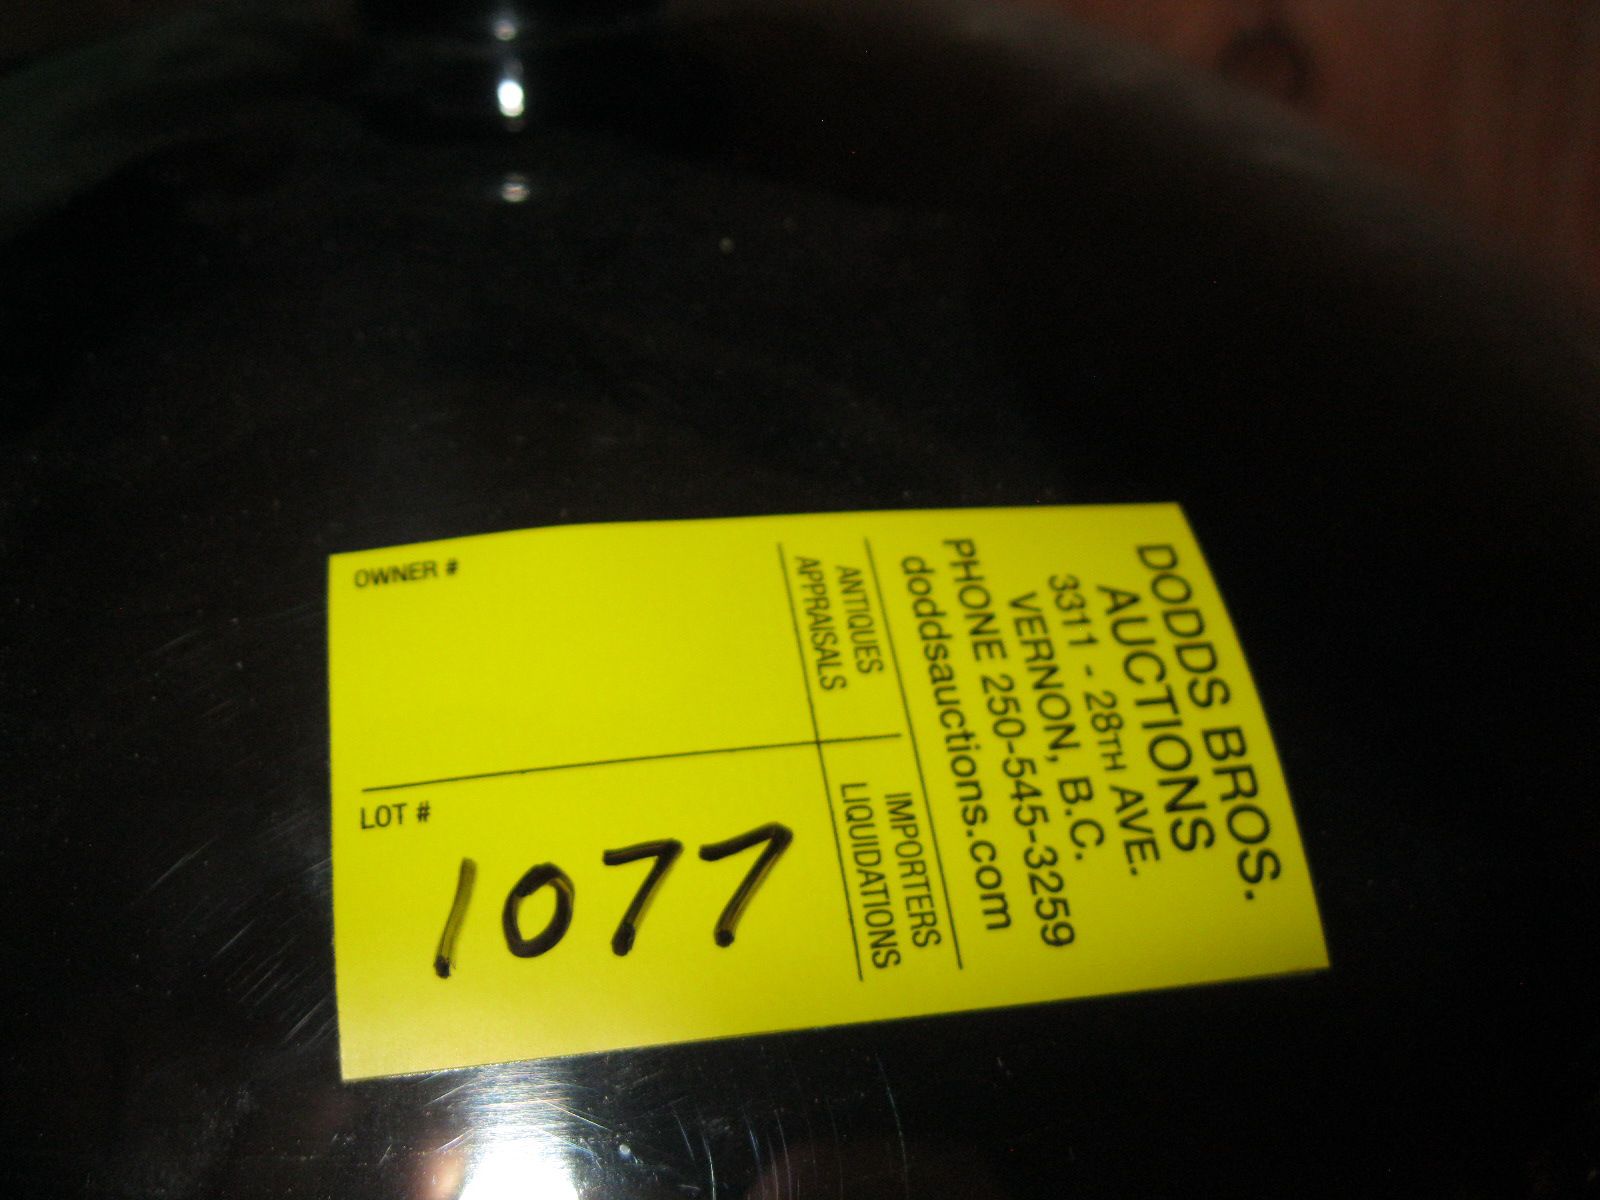 DODDS BROS.
AUCTIONS
3311 - 28TH AVE.
VERNON, B.C.
PHONE 250-545-3259
doddsauctions.com
ANTIQUES
APPRAISALS
IMPORTERS
LIQUIDATIONS
OWNER #
LOT #
1077